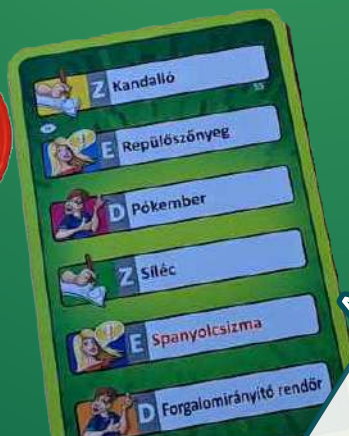 Z Kandalló
E Repülőszőnyeg
D Pókember
Z Síléc
E Spanyolcsizma
D Forgalomirányító rendőr